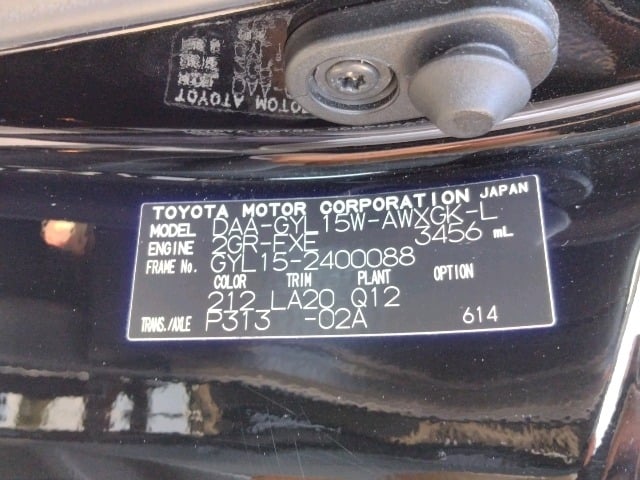 TOYOTA MOTOR CORPORATION JAPAN
MODEL DAA-GYL15W-AWXGK-L
ENGINE 2GR-FXE 3456 mL
FRAME No. GYL15-2400088
COLOR TRIM PLANT OPTION
212 LA20 Q12
TRANS./AXLE P313 -02A 614